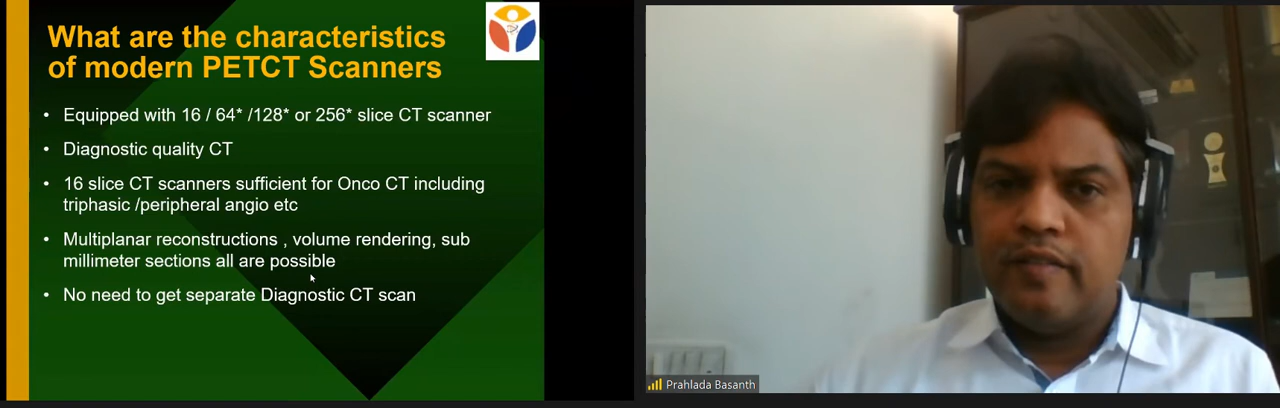 What are the characteristics
of modern PETCT Scanners
• Equipped with 16 / 64* /128* or 256* slice CT scanner
• Diagnostic quality CT
• 16 slice CT scanners sufficient for Onco CT including
triphasic /peripheral angio etc
• Multiplanar reconstructions , volume rendering, sub
millimeter sections all are possible
• No need to get separate Diagnostic CT scan
Prahlada Basanth